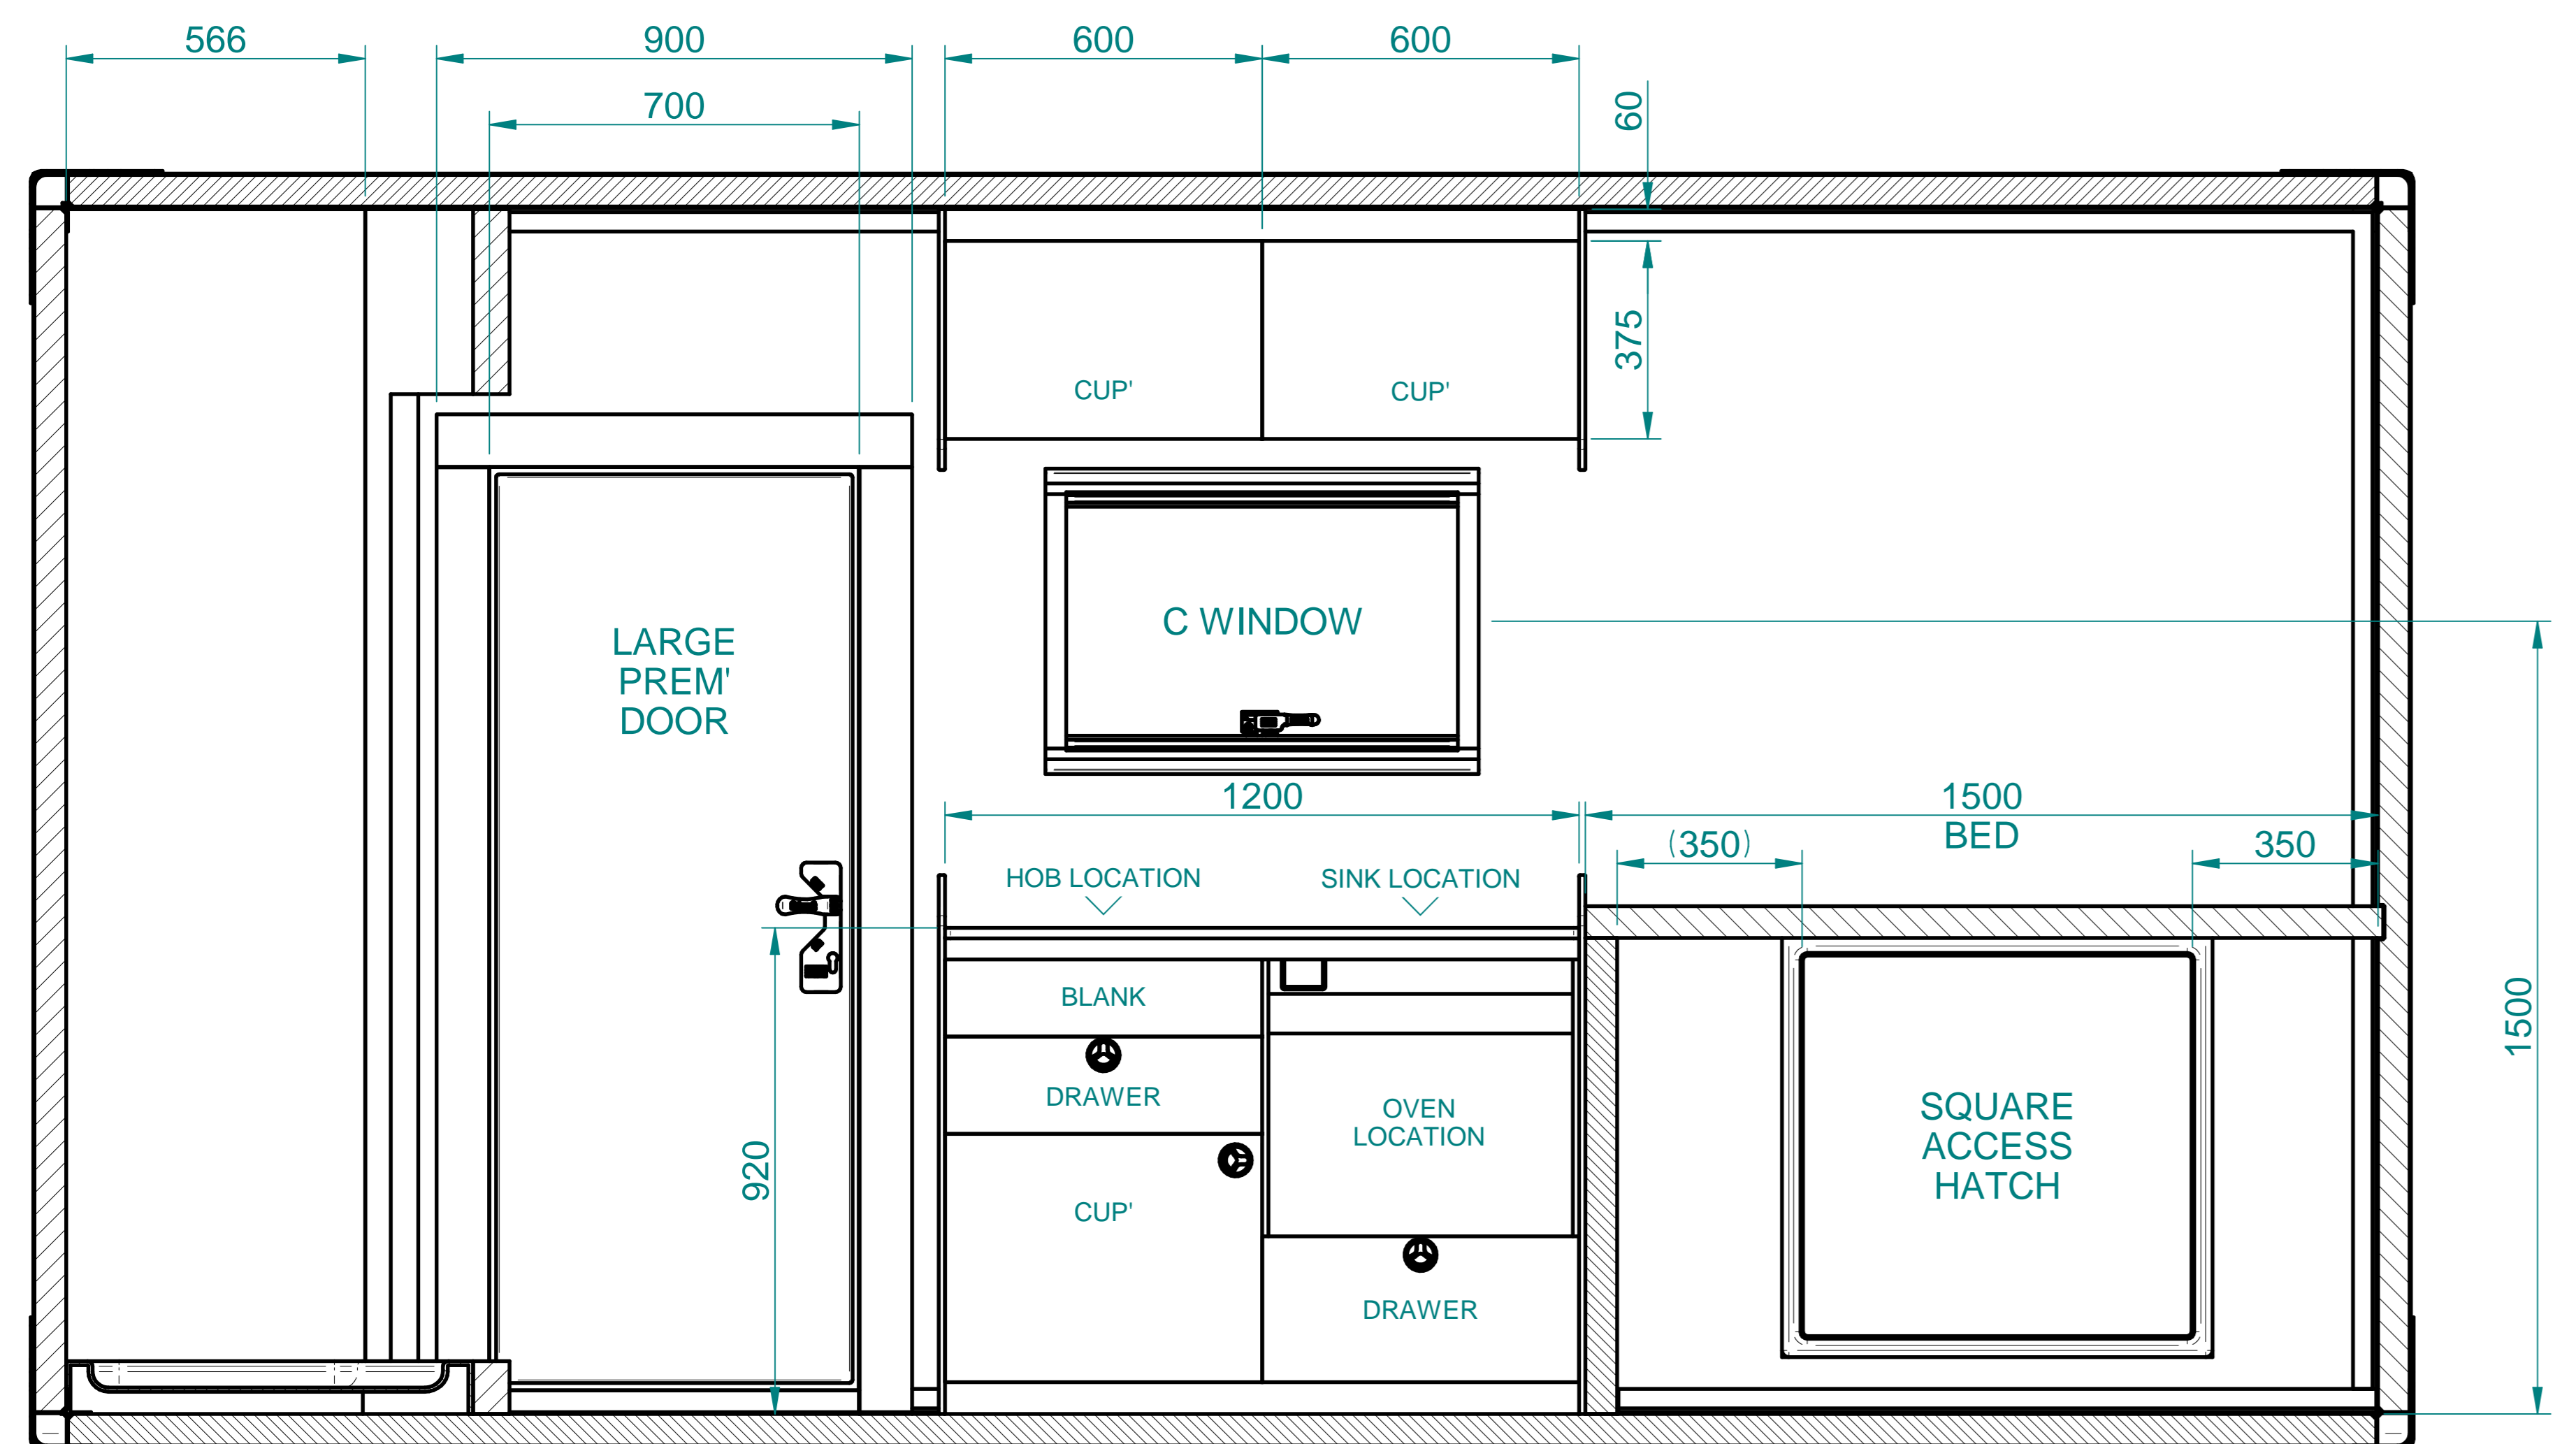 566
900
600
600
700
60
375
CUP'
CUP'
C WINDOW
LARGE
PREM'
DOOR
1200
1500
BED
(350)
350
HOB LOCATION
SINK LOCATION
BLANK
DRAWER
OVEN
LOCATION
SQUARE
ACCESS
HATCH
1500
920
CUP'
DRAWER